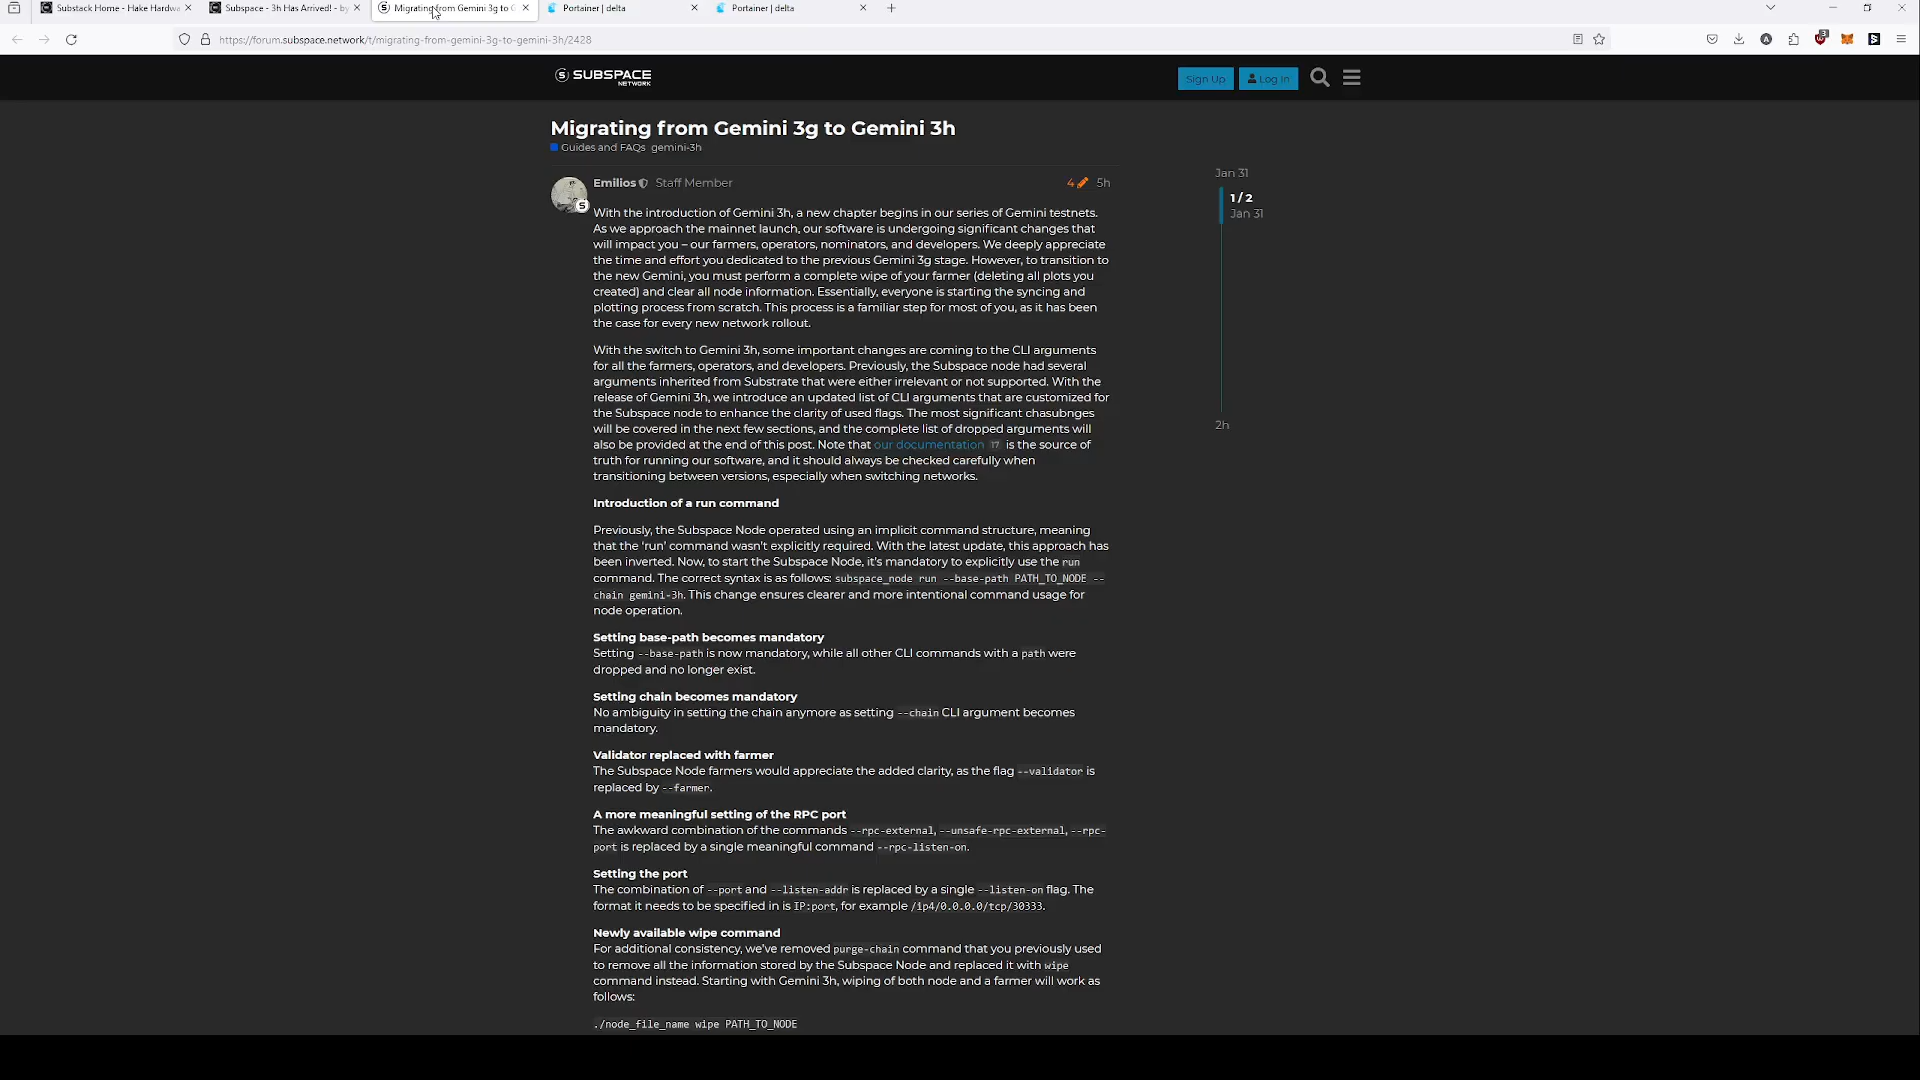 Substack Home - Hake Hardwa
Subspace - 3h Has Arrived! - by
Migrating from Gemini 3g to G
Portainer | delta
Portainer | delta
https://forum.subspace.network/t/migrating-from-gemini-3g-to-gemini-3h/2428
3
SUBSPACE
NETWORK
Sign Up
Log In
Migrating from Gemini 3g to Gemini 3h
Guides and FAQs gemini-3h
Emilios Staff Member
4 5h
With the introduction of Gemini 3h, a new chapter begins in our series of Gemini testnets.
As we approach the mainnet launch, our software is undergoing significant changes that
will impact you – our farmers, operators, nominators, and developers. We deeply appreciate
the time and effort you dedicated to the previous Gemini 3g stage. However, to transition to
the new Gemini, you must perform a complete wipe of your farmer (deleting all plots you
created) and clear all node information. Essentially, everyone is starting the syncing and
plotting process from scratch. This process is a familiar step for most of you, as it has been
the case for every new network rollout.
With the switch to Gemini 3h, some important changes are coming to the CLI arguments
for all the farmers, operators, and developers. Previously, the Subspace node had several
arguments inherited from Substrate that were either irrelevant or not supported. With the
release of Gemini 3h, we introduce an updated list of CLI arguments that are customized for
the Subspace node to enhance the clarity of used flags. The most significant chasubnges
will be covered in the next few sections, and the complete list of dropped arguments will
also be provided at the end of this post. Note that our documentation 17 is the source of
truth for running our software, and it should always be checked carefully when
transitioning between versions, especially when switching networks.
Introduction of a run command
Previously, the Subspace Node operated using an implicit command structure, meaning
that the 'run' command wasn't explicitly required. With the latest update, this approach has
been inverted. Now, to start the Subspace Node, it's mandatory to explicitly use the run
command. The correct syntax is as follows: subspace_node run --base-path PATH_TO_NODE --
chain gemini-3h. This change ensures clearer and more intentional command usage for
node operation.
Setting base-path becomes mandatory
Setting --base-path is now mandatory, while all other CLI commands with a path were
dropped and no longer exist.
Setting chain becomes mandatory
No ambiguity in setting the chain anymore as setting --chain CLI argument becomes
mandatory.
Validator replaced with farmer
The Subspace Node farmers would appreciate the added clarity, as the flag --validator is
replaced by --farmer.
A more meaningful setting of the RPC port
The awkward combination of the commands --rpc-external, --unsafe-rpc-external, --rpc-
port is replaced by a single meaningful command --rpc-listen-on.
Setting the port
The combination of --port and --listen-addr is replaced by a single --listen-on flag. The
format it needs to be specified in is IP:port, for example /ip4/0.0.0.0/tcp/30333.
Newly available wipe command
For additional consistency, we've removed purge-chain command that you previously used
to remove all the information stored by the Subspace Node and replaced it with wipe
command instead. Starting with Gemini 3h, wiping of both node and a farmer will work as
follows:
./node_file_name wipe PATH_TO_NODE
Jan 31
1 / 2
Jan 31
2h